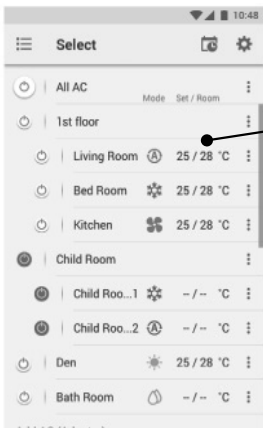 10:48
Select
All AC
Mode Set / Room
1st floor
Living Room A 25 / 28 °C
Bed Room 25 / 28 °C
Kitchen 25 / 28 °C
Child Room
Child Roo...1 -- / -- °C
Child Roo...2 A -- / -- °C
Den 25 / 28 °C
Bath Room -- / -- °C